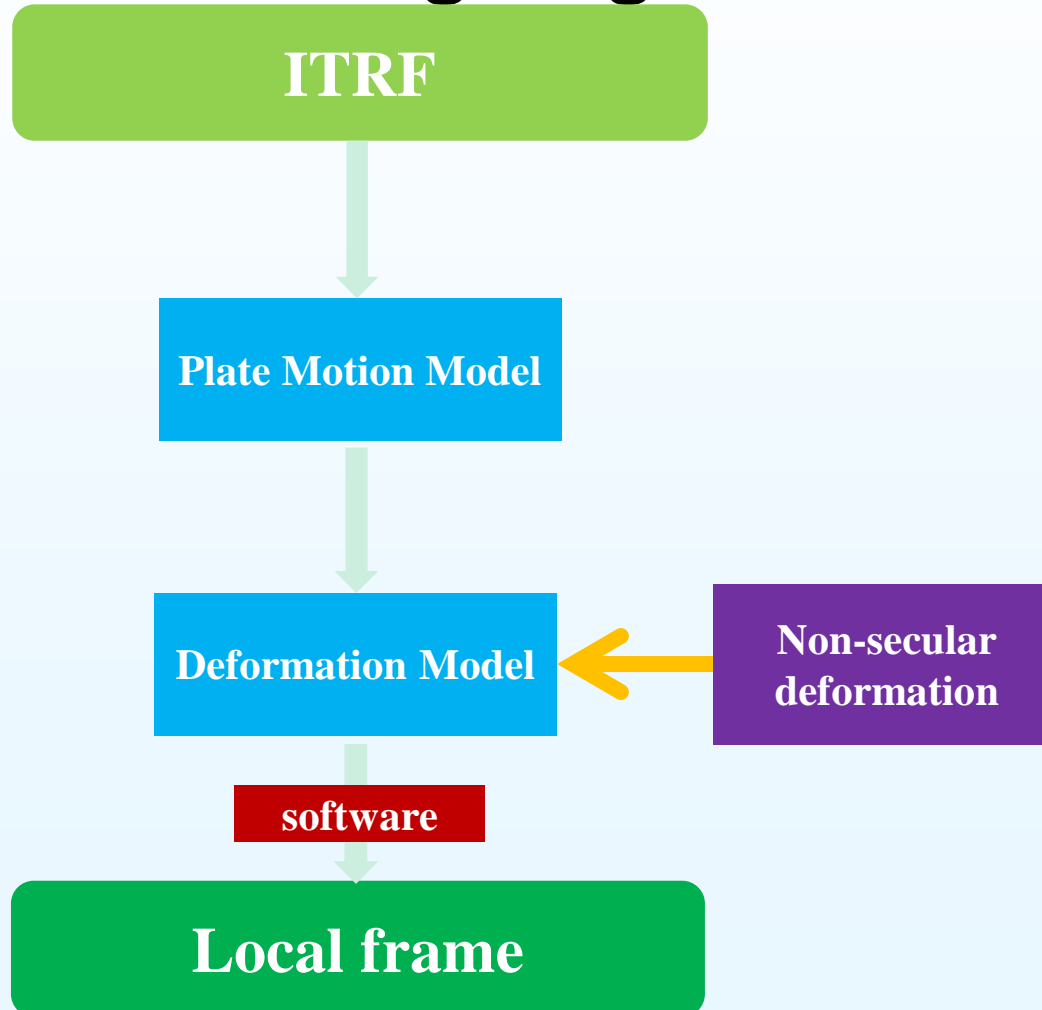 ITRF
Plate Motion Model
Deformation Model
Non-secular
deformation
software
Local frame